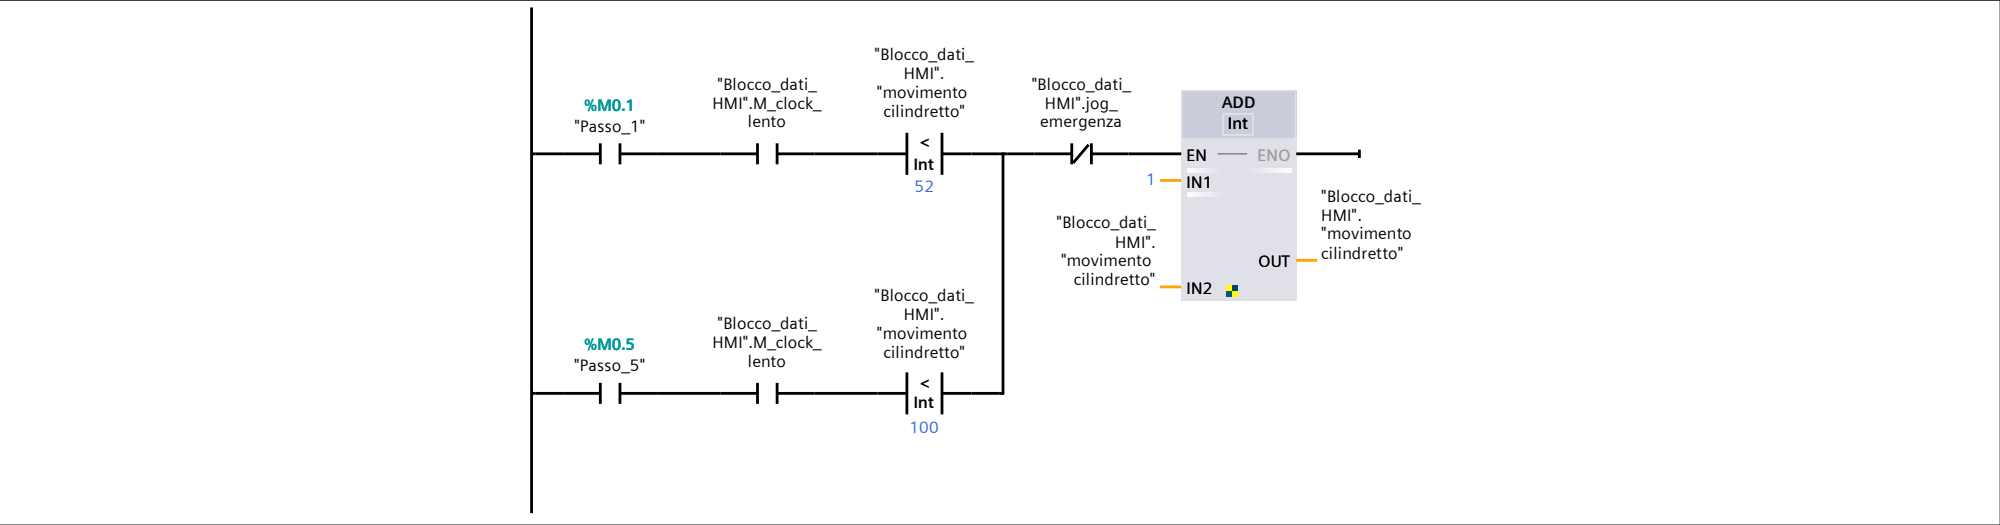 "Blocco_dati_
HMI".
"movimento
cilindretto"
"Blocco_dati_
HMI".M_clock_
lento
"Blocco_dati_
HMI".jog_
emergenza
%M0.1
"Passo_1"
<
Int
52
ADD
Int
EN
ENO
1
IN1
"Blocco_dati_
HMI".
"movimento
cilindretto"
IN2
OUT
"Blocco_dati_
HMI".
"movimento
cilindretto"
"Blocco_dati_
HMI".
"movimento
cilindretto"
"Blocco_dati_
HMI".M_clock_
lento
%M0.5
"Passo_5"
<
Int
100